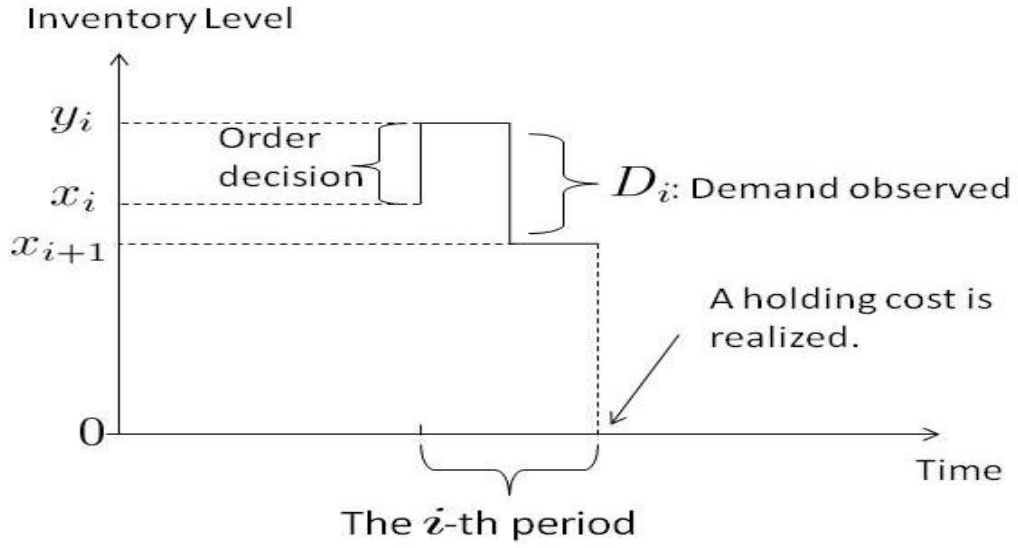 Inventory Level
y_i
Order
decision
x_i
D_i: Demand observed
x_{i+1}
A holding cost is
realized.
0
Time
The i-th period